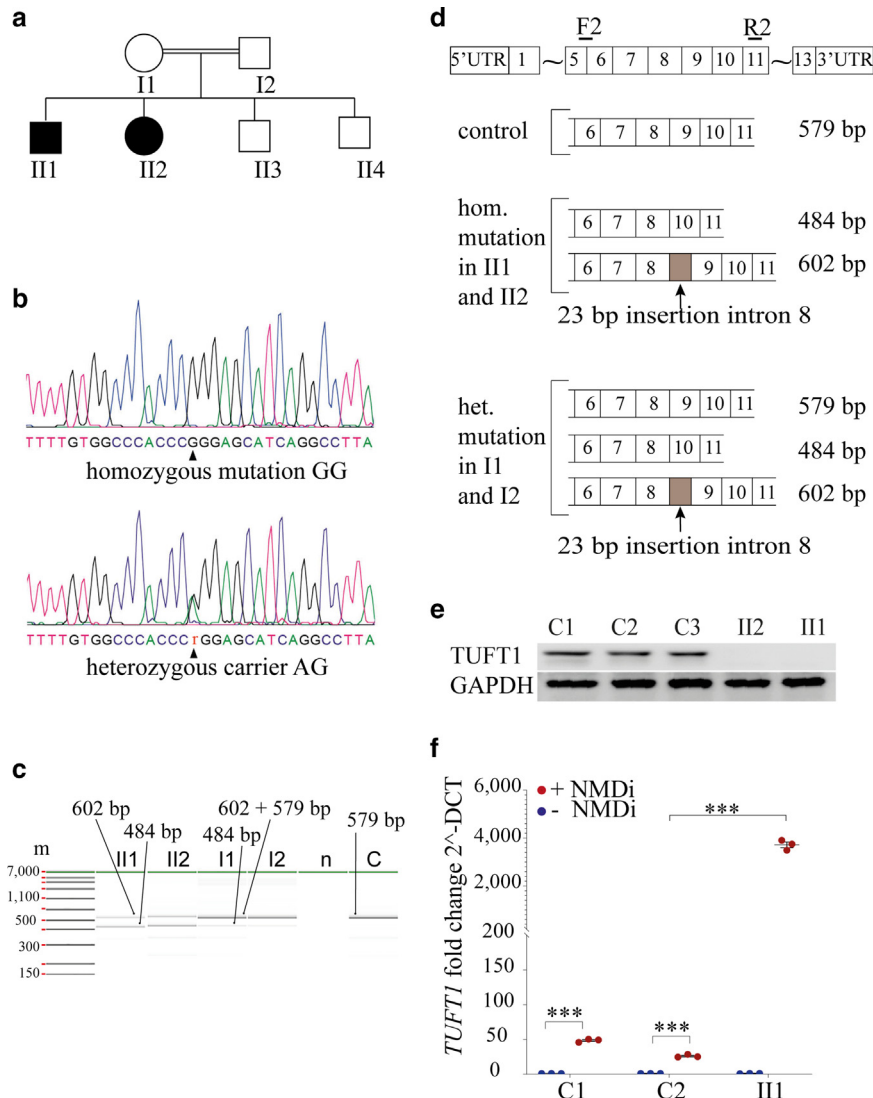 a
I1
I2
II1
II2
II3
II4
b
TTTTGTGGCCCACCCGGGAGCATCAGGCCTTA
homozygous mutation GG
TTTTGTGGCCCACCCrGGAGCATCAGGCCTTA
heterozygous carrier AG
c
602 bp
484 bp
602 + 579 bp
484 bp
579 bp
m
II1
II2
I1
I2
n
C
7,000
1,100
500
300
150
d
F2
R2
5'UTR
1
~
5
6
7
8
9
10
11
~
13
3'UTR
control
6
7
8
9
10
11
579 bp
hom.
mutation
in II1
and II2
6
7
8
10
11
484 bp
6
7
8
9
10
11
602 bp
23 bp insertion intron 8
het.
mutation
in I1
and I2
6
7
8
9
10
11
579 bp
6
7
8
10
11
484 bp
6
7
8
9
10
11
602 bp
23 bp insertion intron 8
e
C1
C2
C3
II2
II1
TUFT1
GAPDH
f
TUFT1 fold change 2^-DCT
6,000
4,000
2,000
200
150
100
50
0
+ NMDi
- NMDi
***
***
***
C1
C2
II1